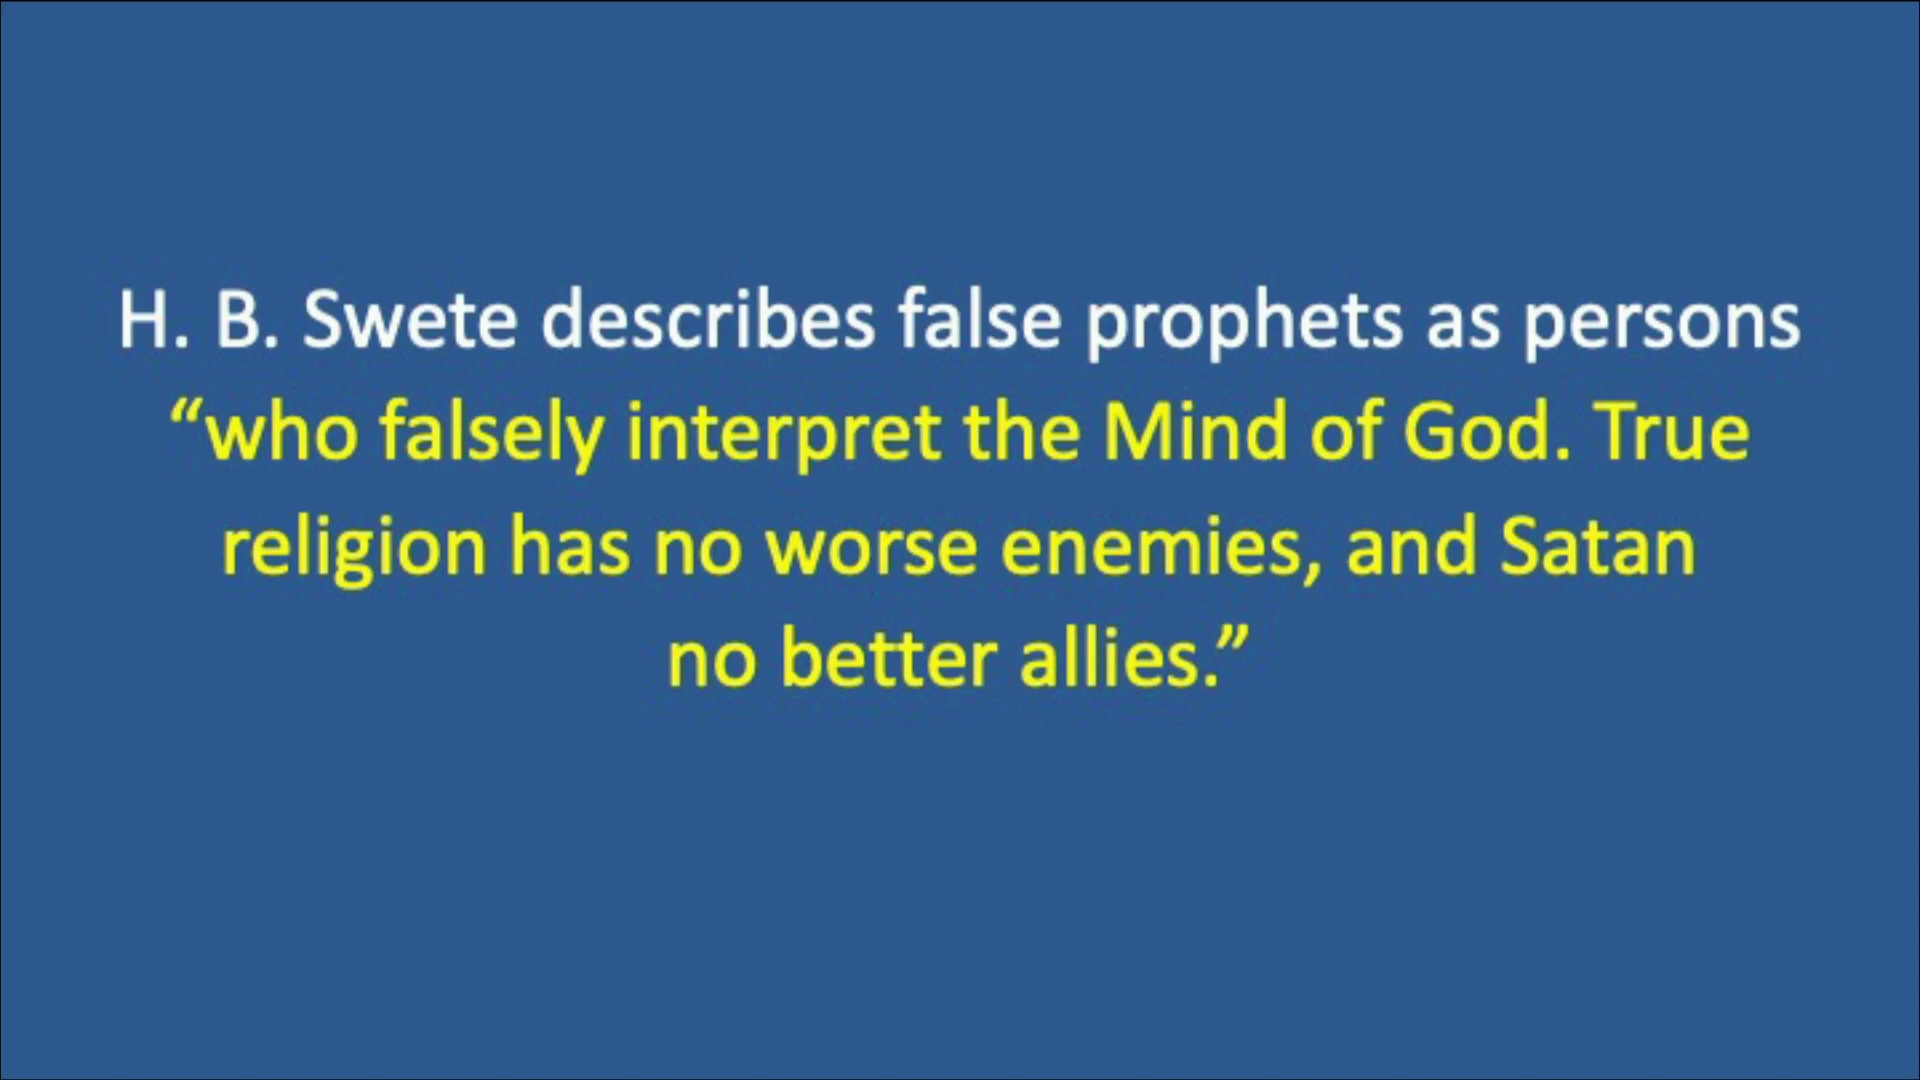 H. B. Swete describes false prophets as persons
“who falsely interpret the Mind of God. True
religion has no worse enemies, and Satan
no better allies.”